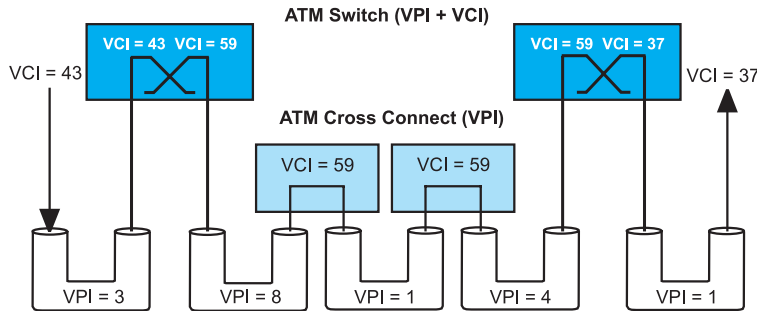 ATM Switch (VPI + VCI)
VCI = 43 VCI = 59
VCI = 59 VCI = 37
VCI = 43
VCI = 37
ATM Cross Connect (VPI)
VCI = 59
VCI = 59
VPI = 3
VPI = 8
VPI = 1
VPI = 4
VPI = 1